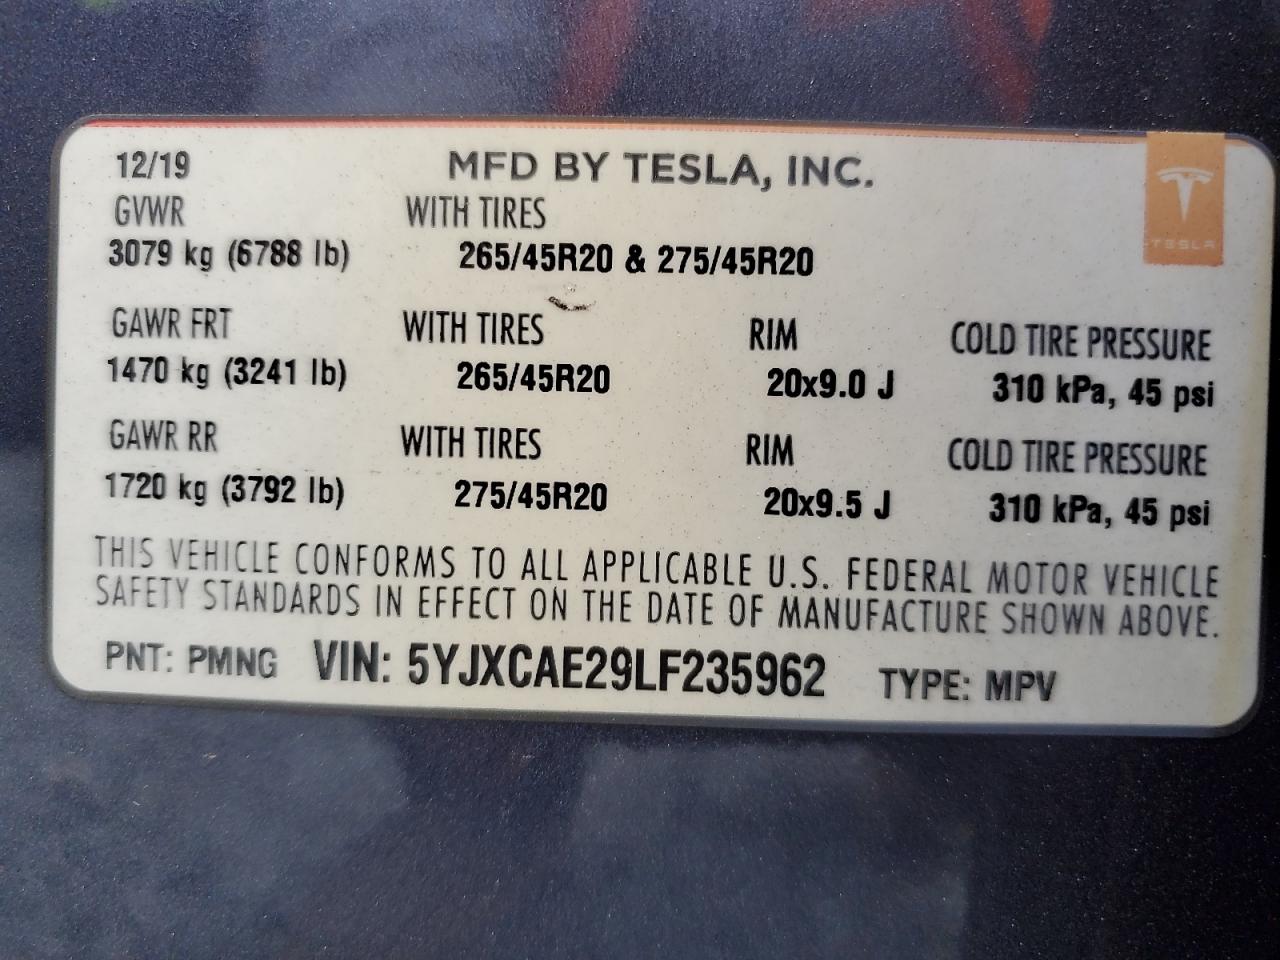 12/19 MFD BY TESLA, INC.
TESLA
GVWR WITH TIRES
3079 kg (6788 lb) 265/45R20 & 275/45R20
GAWR FRT WITH TIRES RIM COLD TIRE PRESSURE
1470 kg (3241 lb) 265/45R20 20x9.0 J 310 kPa, 45 psi
GAWR RR WITH TIRES RIM COLD TIRE PRESSURE
1720 kg (3792 lb) 275/45R20 20x9.5 J 310 kPa, 45 psi
THIS VEHICLE CONFORMS TO ALL APPLICABLE U.S. FEDERAL MOTOR VEHICLE
SAFETY STANDARDS IN EFFECT ON THE DATE OF MANUFACTURE SHOWN ABOVE.
PNT: PMNG VIN: 5YJXCAE29LF235962 TYPE: MPV